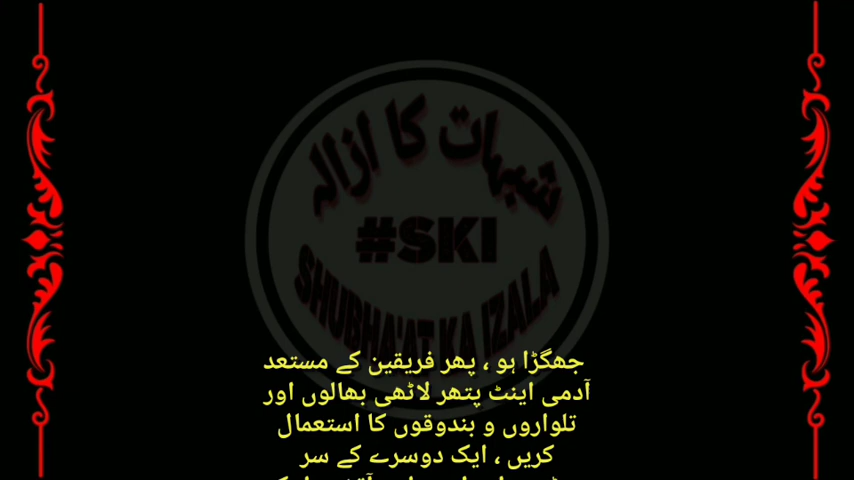 شبہات کا ازالہ
#SKI
SHUBHA'AT KA IZALA
جھگڑا ہو ، پھر فریقین کے مستعد
آدمی اینٹ پتھر لاٹھی بھالوں اور
تلواروں و بندوقوں کا استعمال
کریں ، ایک دوسرے کے سر